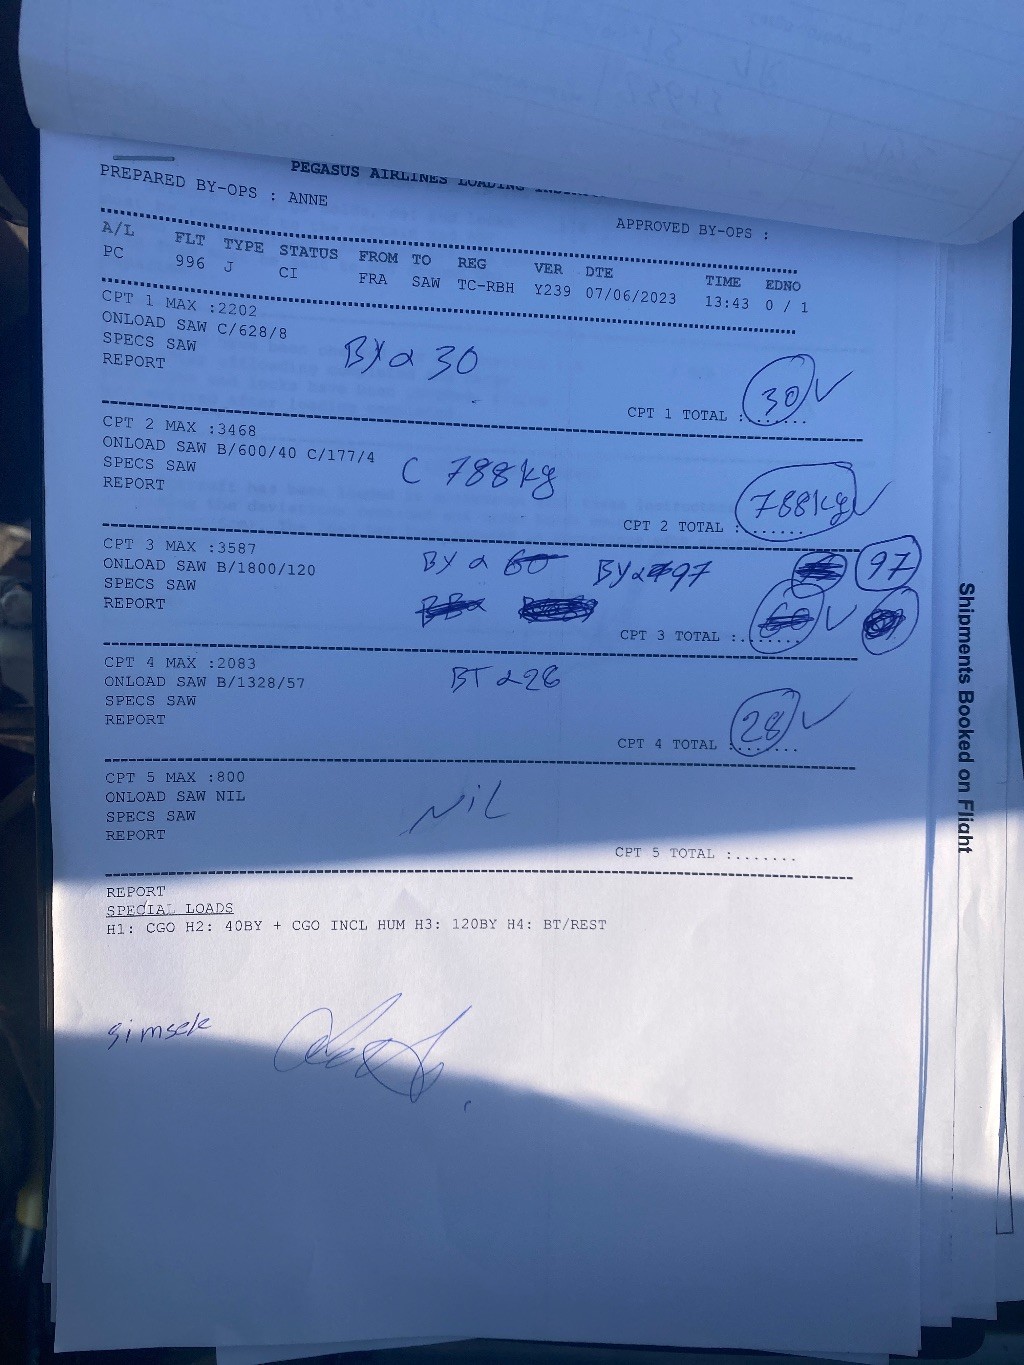 PEGASUS AIRLINES LOADING
PREPARED BY-OPS : ANNE
APPROVED BY-OPS :
A/L FLT TYPE STATUS FROM TO REG VER DTE TIME EDNO
PC 996 J CI FRA SAW TC-RBH Y239 07/06/2023 13:43 0 / 1
CPT 1 MAX :2202
ONLOAD SAW C/628/8
SPECS SAW
REPORT
BY α 30
CPT 1 TOTAL :.......
30 ✓
CPT 2 MAX :3468
ONLOAD SAW B/600/40 C/177/4
SPECS SAW
REPORT
C 788kg
CPT 2 TOTAL :.......
788kg ✓
CPT 3 MAX :3587
ONLOAD SAW B/1800/120
SPECS SAW
REPORT
BY α 60 BY α 97
97
CPT 3 TOTAL :.......
60 ✓
CPT 4 MAX :2083
ONLOAD SAW B/1328/57
SPECS SAW
REPORT
BT α 28
CPT 4 TOTAL :.......
28 ✓
CPT 5 MAX :800
ONLOAD SAW NIL
SPECS SAW
REPORT
NiL
CPT 5 TOTAL :.......
REPORT
SPECIAL LOADS
H1: CGO H2: 40BY + CGO INCL HUM H3: 120BY H4: BT/REST
simsek
Shipments Booked on Flight